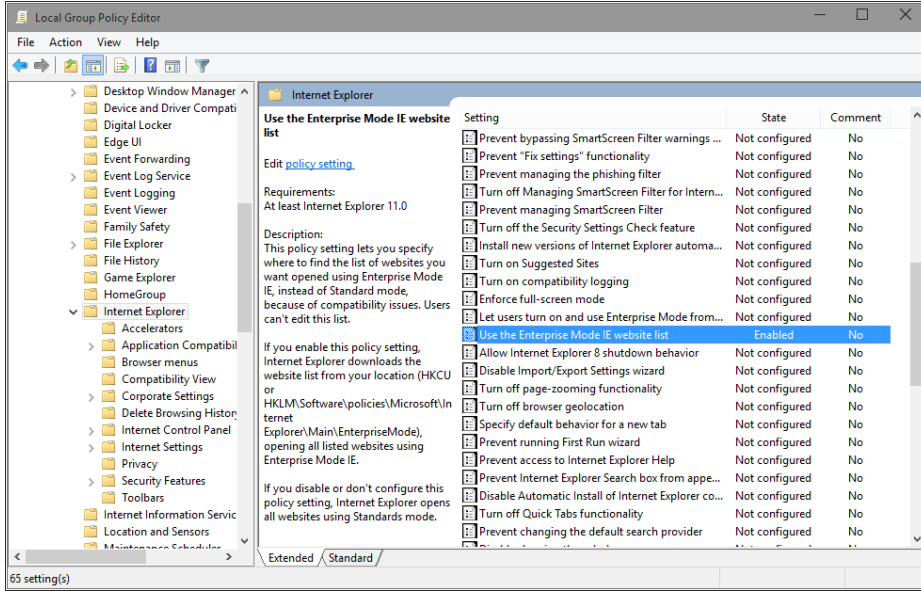 Local Group Policy Editor
File Action View Help
Desktop Window Manager
Device and Driver Compati
Digital Locker
Edge UI
Event Forwarding
Event Log Service
Event Logging
Event Viewer
Family Safety
File Explorer
File History
Game Explorer
HomeGroup
Internet Explorer
Accelerators
Application Compatibil
Browser menus
Compatibility View
Corporate Settings
Delete Browsing History
Internet Control Panel
Internet Settings
Privacy
Security Features
Toolbars
Internet Information Servic
Location and Sensors
Maintenance Scheduler
Internet Explorer
Use the Enterprise Mode IE website
list
Edit policy setting
Requirements:
At least Internet Explorer 11.0
Description:
This policy setting lets you specify
where to find the list of websites you
want opened using Enterprise Mode
IE, instead of Standard mode,
because of compatibility issues. Users
can't edit this list.
If you enable this policy setting,
Internet Explorer downloads the
website list from your location (HKCU
or
HKLM\Software\policies\Microsoft\In
ternet
Explorer\Main\EnterpriseMode),
opening all listed websites using
Enterprise Mode IE.
If you disable or don't configure this
policy setting, Internet Explorer opens
all websites using Standards mode.
Setting State Comment
Prevent bypassing SmartScreen Filter warnings ... Not configured No
Prevent "Fix settings" functionality Not configured No
Prevent managing the phishing filter Not configured No
Turn off Managing SmartScreen Filter for Intern... Not configured No
Prevent managing SmartScreen Filter Not configured No
Turn off the Security Settings Check feature Not configured No
Install new versions of Internet Explorer automa... Not configured No
Turn on Suggested Sites Not configured No
Turn on compatibility logging Not configured No
Enforce full-screen mode Not configured No
Let users turn on and use Enterprise Mode from... Not configured No
Use the Enterprise Mode IE website list Enabled No
Allow Internet Explorer 8 shutdown behavior Not configured No
Disable Import/Export Settings wizard Not configured No
Turn off page-zooming functionality Not configured No
Turn off browser geolocation Not configured No
Specify default behavior for a new tab Not configured No
Prevent running First Run wizard Not configured No
Prevent access to Internet Explorer Help Not configured No
Prevent Internet Explorer Search box from appe... Not configured No
Disable Automatic Install of Internet Explorer co... Not configured No
Turn off Quick Tabs functionality Not configured No
Prevent changing the default search provider Not configured No
Extended Standard
65 setting(s)